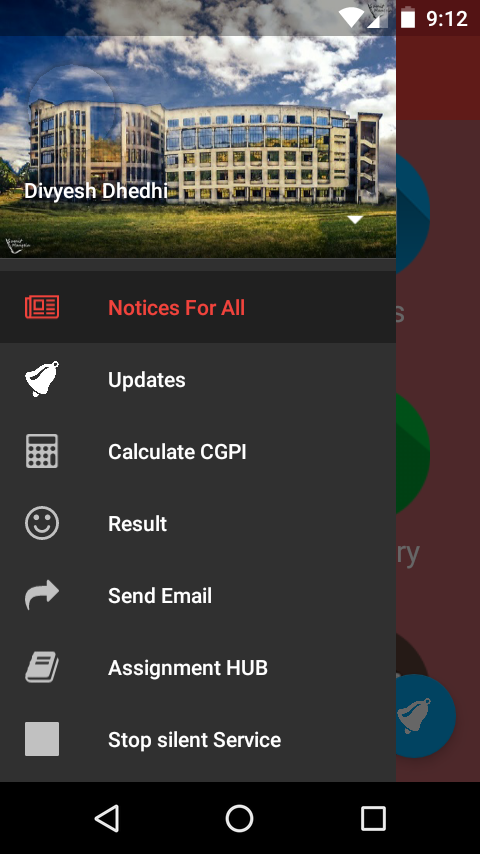 9:12
Divyesh Dhedhi
Notices For All
s
Updates
Calculate CGPI
Result
ry
Send Email
Assignment HUB
Stop silent Service